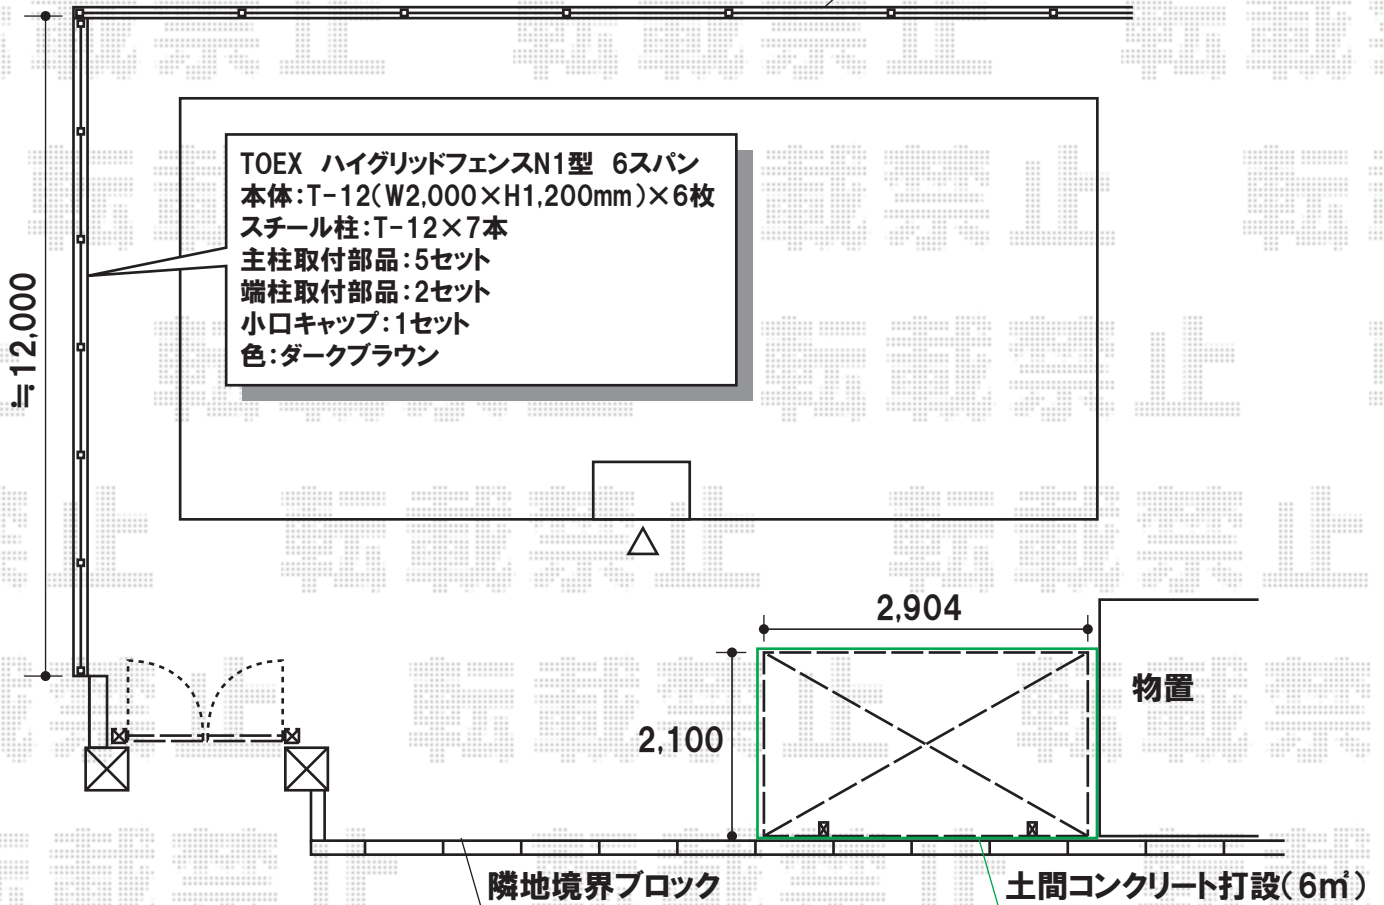 TOEX ハイグリッドフェンスN1型 6スパン
本体:T-12(W2,000×H1,200mm)×6枚
スチール柱:T-12×7本
主柱取付部品:5セット
端柱取付部品:2セット
小口キャップ:1セット
色:ダークブラウン
≒12,000
2,904
2,100
物置
隣地境界ブロック
土間コンクリート打設(6㎡)
転載禁止